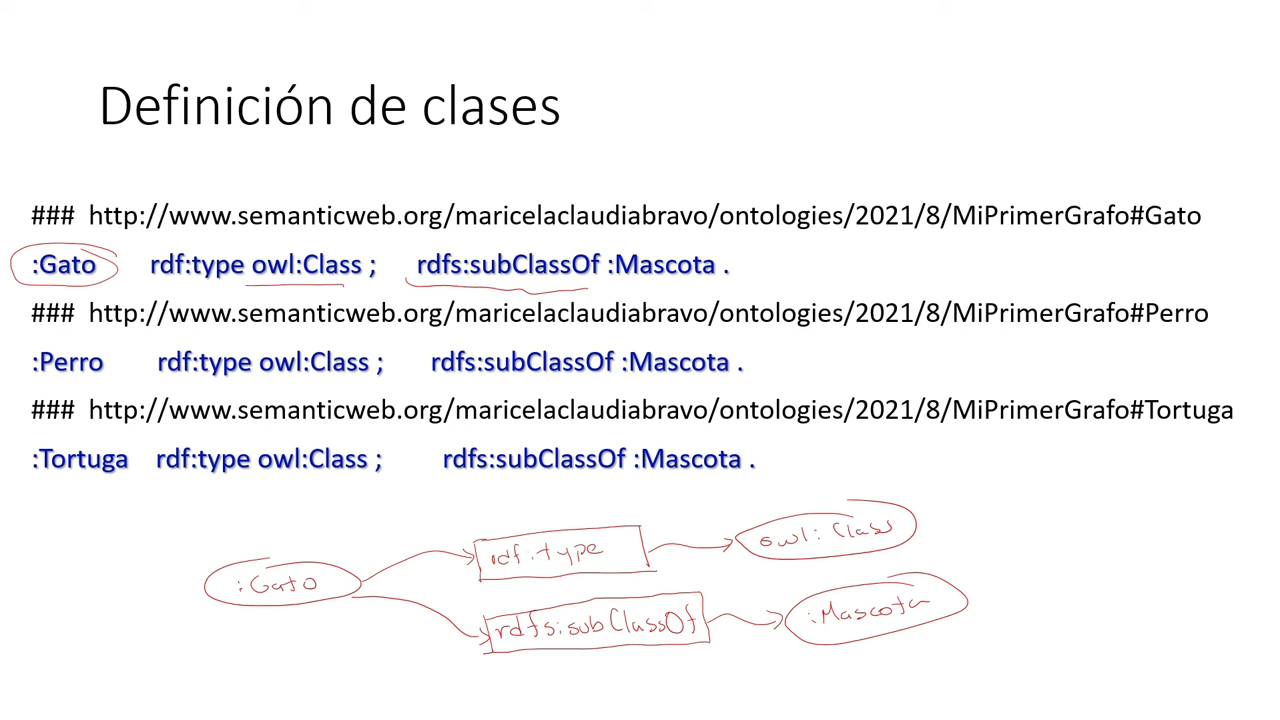 Definición de clases
### http://www.semanticweb.org/maricelaclaudiabravo/ontologies/2021/8/MiPrimerGrafo#Gato
:Gato rdf:type owl:Class ; rdfs:subClassOf :Mascota .
### http://www.semanticweb.org/maricelaclaudiabravo/ontologies/2021/8/MiPrimerGrafo#Perro
:Perro rdf:type owl:Class ; rdfs:subClassOf :Mascota .
### http://www.semanticweb.org/maricelaclaudiabravo/ontologies/2021/8/MiPrimerGrafo#Tortuga
:Tortuga rdf:type owl:Class ; rdfs:subClassOf :Mascota .
:Gato rdf:type owl:Class
rdfs:subClassOf :Mascota